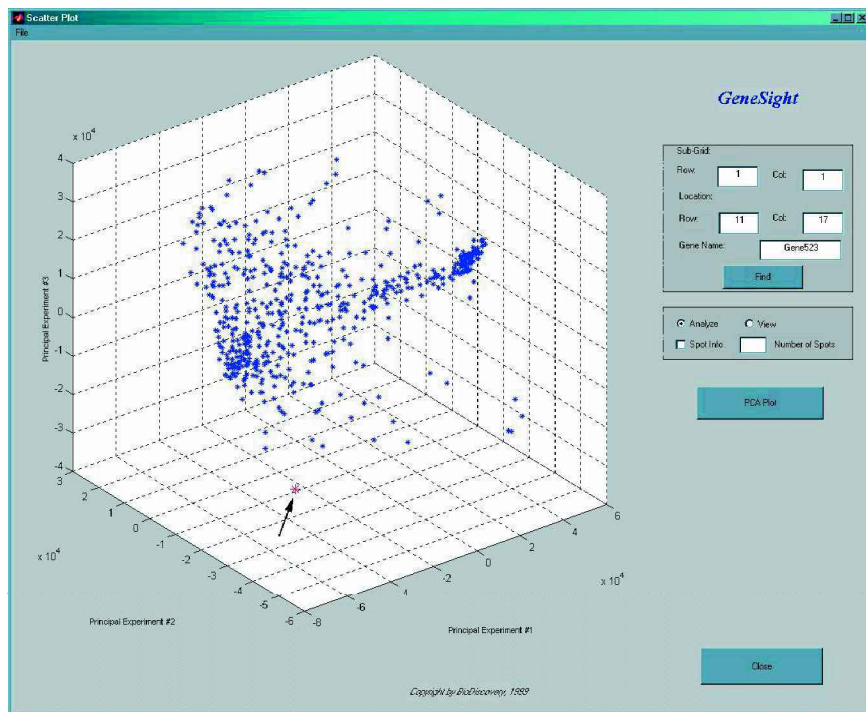 Scatter Plot
File
GeneSight
Sub-Grid:
Row: 1 Col: 1
Location:
Row: 11 Col: 17
Gene Name: Gene523
Find
Analyze View
Spot Info. Number of Spots
PCA Plot
Close
x 10^4
4
3
2
1
0
-1
-2
-3
-4
Principal Experiment #3
3
2
1
0
-1
-2
-3
-4
-5
-6
x 10^4
Principal Experiment #2
-8
-6
4
-2
0
2
4
6
x 10^4
Principal Experiment #1
Copyright by BioDiscovery, 1999